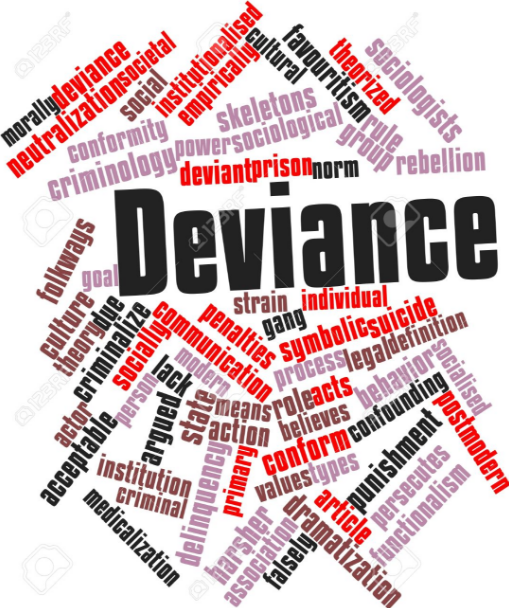 morally
deviance
neutralization
societal
social
institutionalised
empirically
cultural
favouritism
theorized
sociologists
rule
group
rebellion
skeletons
conformity
power
sociological
criminology
deviant
prison
norm
Deviance
folkways
goal
culture
theory
due
criminalize
strain
individual
gang
penalties
communication
socially
symbolic
suicide
legal
definition
process
modern
person
lack
argued
actor
acceptable
state
means
action
role
acts
believes
behavior
socialised
confounding
postmodern
conform
primary
institution
criminal
medicalization
delinquency
values
types
punishment
persecutes
functionalism
article
dramatization
harsher
association
falsely
123RF